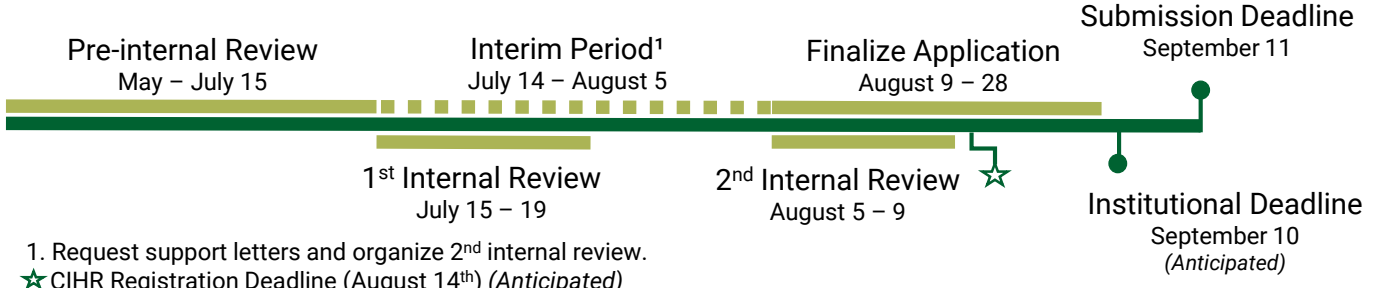 Pre-internal Review
May – July 15
Interim Period¹
July 14 – August 5
Finalize Application
August 9 – 28
Submission Deadline
September 11
1st Internal Review
July 15 – 19
2nd Internal Review
August 5 – 9
Institutional Deadline
September 10
(Anticipated)
1. Request support letters and organize 2nd internal review.
☆ CIHR Registration Deadline (August 14th) (Anticipated)